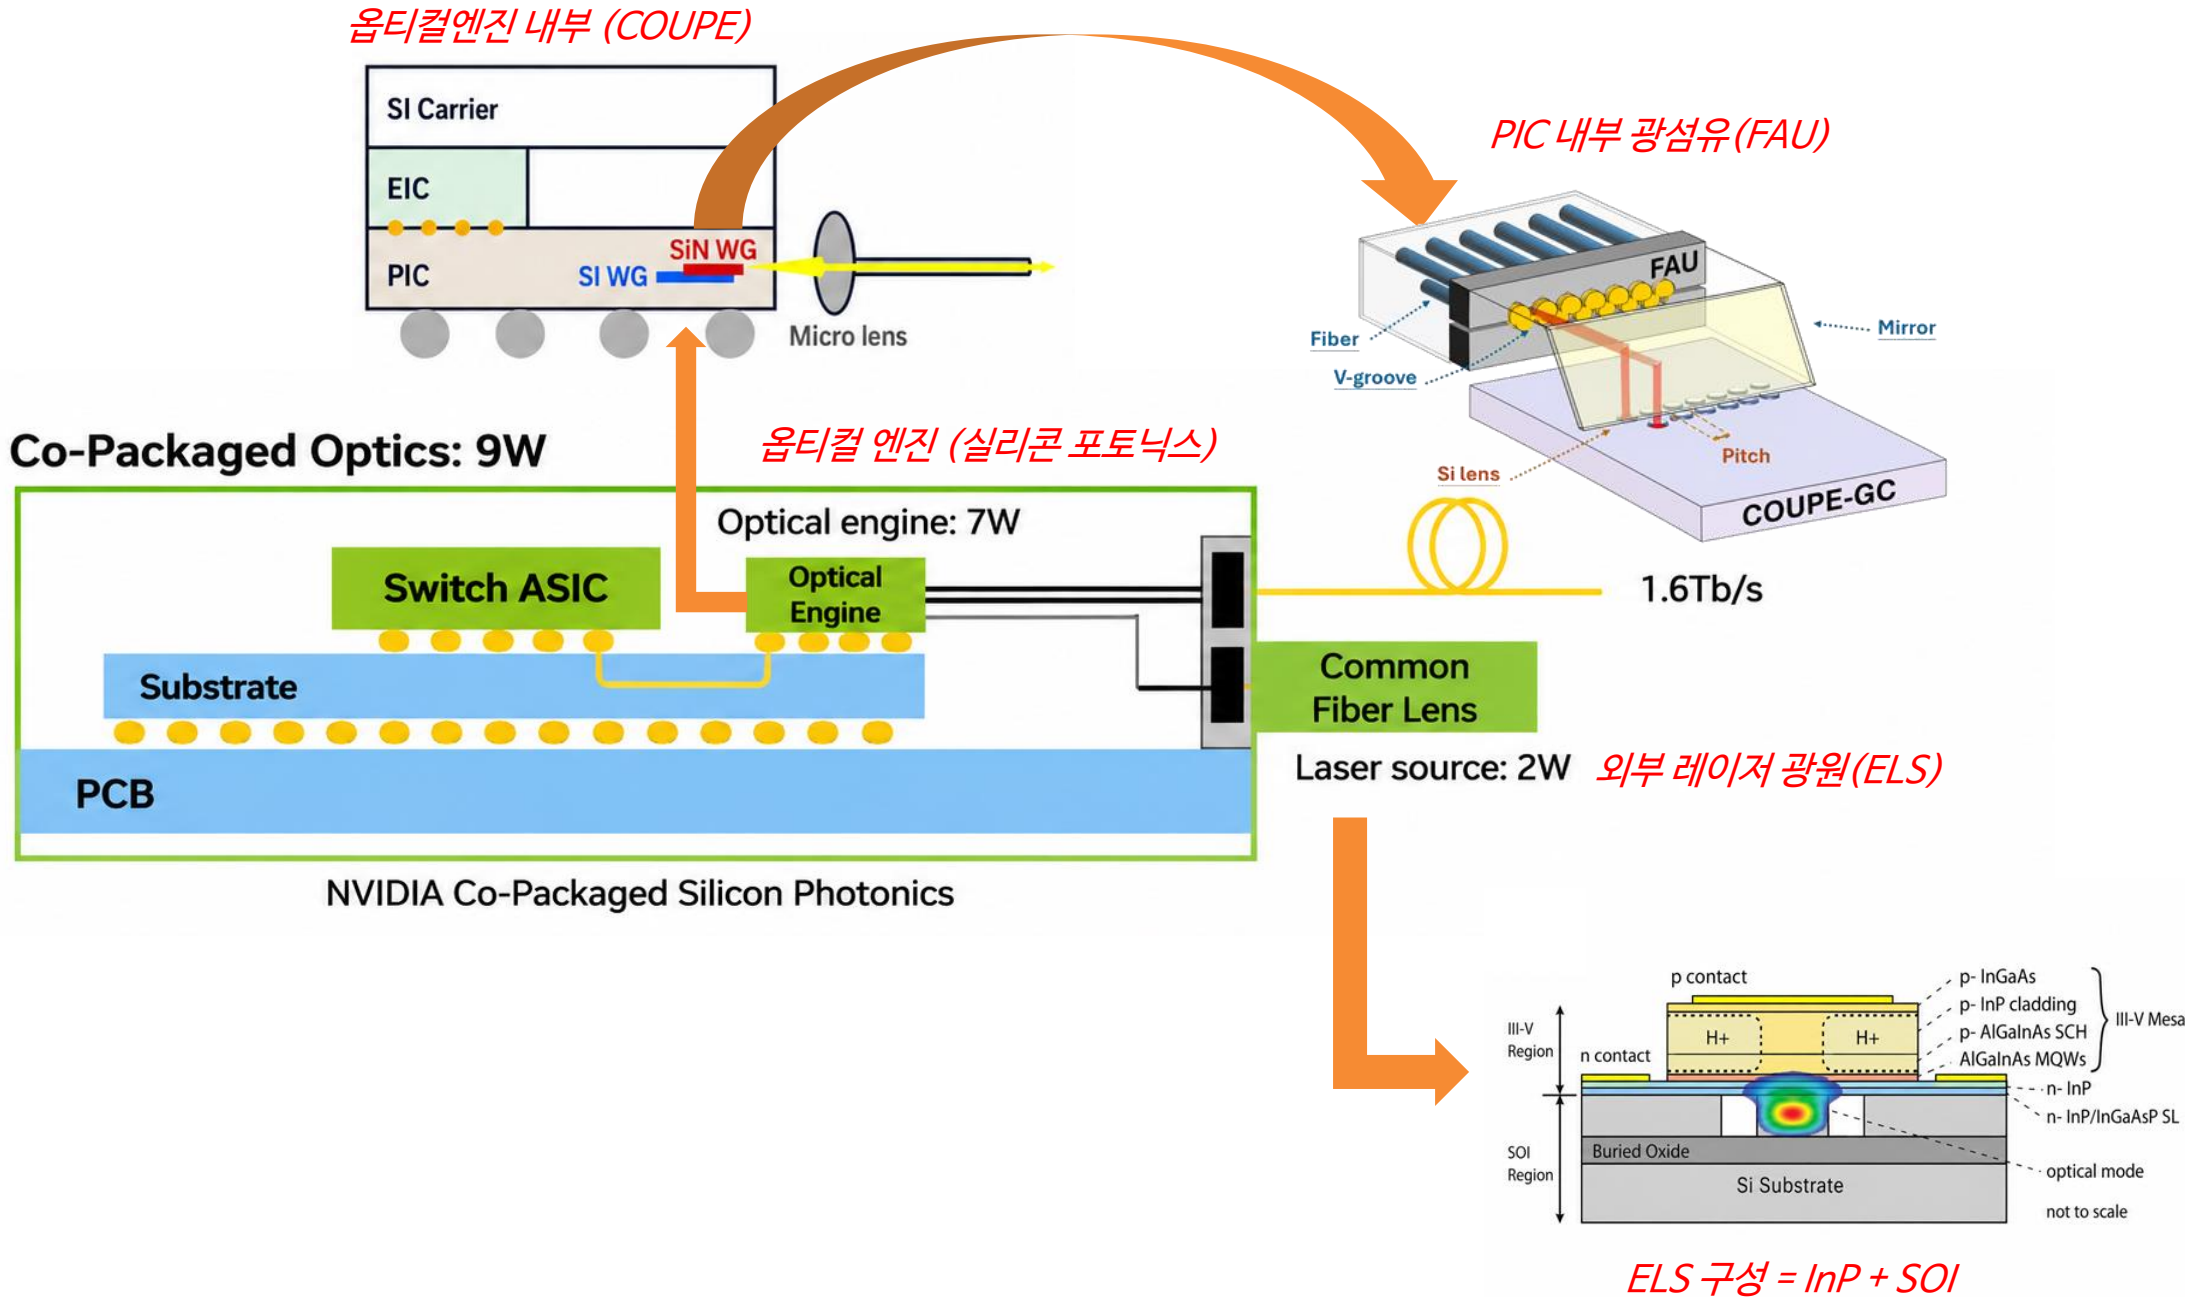 옵티컬엔진 내부 (COUPE)
SI Carrier
EIC
PIC
SiN WG
SI WG
Micro lens
PIC 내부 광섬유(FAU)
FAU
Fiber
V-groove
Mirror
Si lens
Pitch
COUPE-GC
Co-Packaged Optics: 9W
옵티컬 엔진 (실리콘 포토닉스)
Optical engine: 7W
Switch ASIC
Optical
Engine
1.6Tb/s
Substrate
Common
Fiber Lens
PCB
Laser source: 2W
외부 레이저 광원(ELS)
NVIDIA Co-Packaged Silicon Photonics
p contact
p- InGaAs
p- InP cladding
p- AlGaInAs SCH
AlGaInAs MQWs
III-V Mesa
III-V
Region
H+
H+
n contact
n- InP
n- InP/InGaAsP SL
SOI
Region
Buried Oxide
Si Substrate
optical mode
not to scale
ELS 구성 = InP + SOI